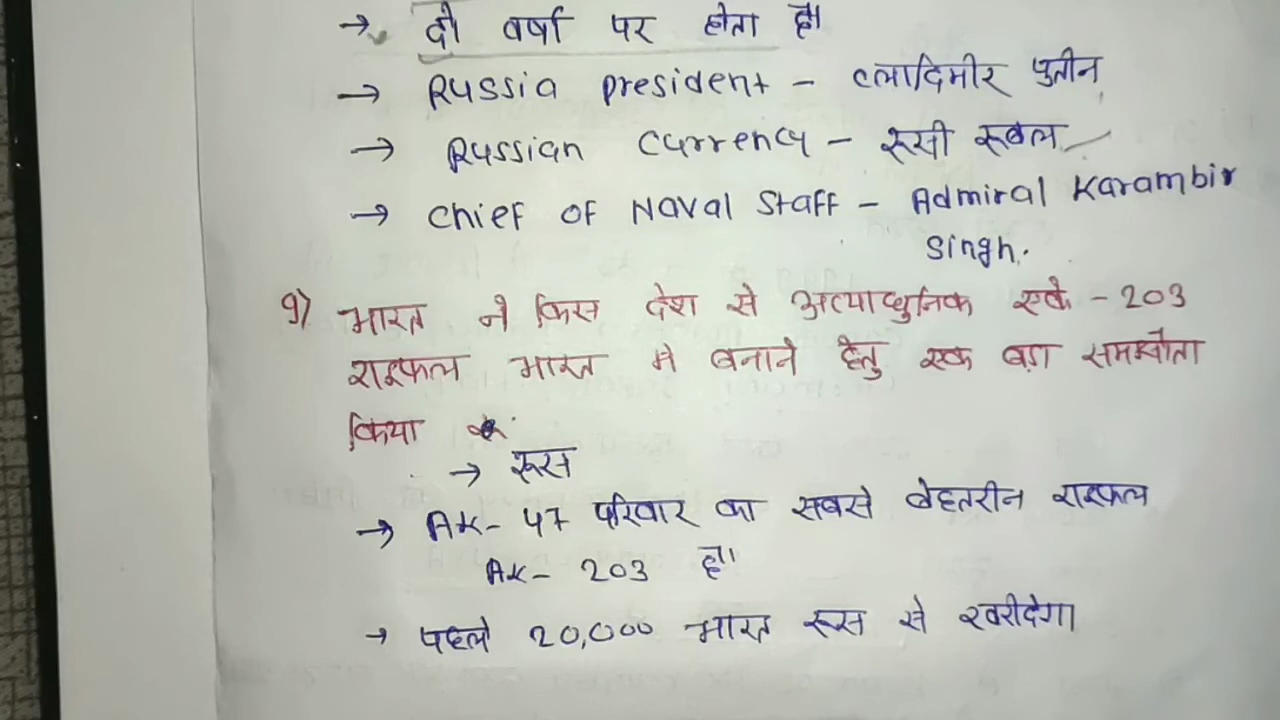 → दो वर्षो पर होता है।
→ Russia president - व्लादिमीर पुतीन
→ Russian Currency - रूसी रूबल
→ Chief OF Naval Staff - Admiral Karambir
Singh.
9) भारत ने किस देश से अत्याधुनिक एके - 203
राइफल भारत मे बनाने हेतु एक बड़ा समझौता
किया
→ रूस
→ AK- 47 परिवार का सबसे बेहतरीन राइफल
AK- 203 है।
→ पहले 20,000 भारत रूस से खरीदेगा